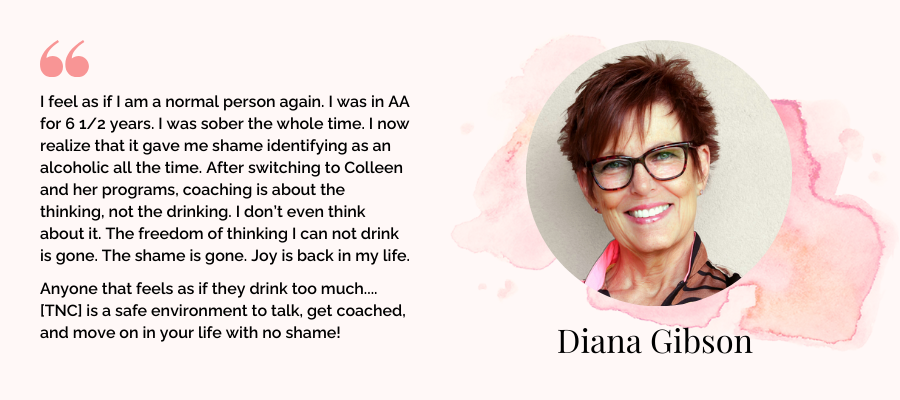 I feel as if I am a normal person again. I was in AA
for 6 1/2 years. I was sober the whole time. I now
realize that it gave me shame identifying as an
alcoholic all the time. After switching to Colleen
and her programs, coaching is about the
thinking, not the drinking. I don't even think
about it. The freedom of thinking I can not drink
is gone. The shame is gone. Joy is back in my life.
Anyone that feels as if they drink too much....
[TNC] is a safe environment to talk, get coached,
and move on in your life with no shame!
Diana Gibson